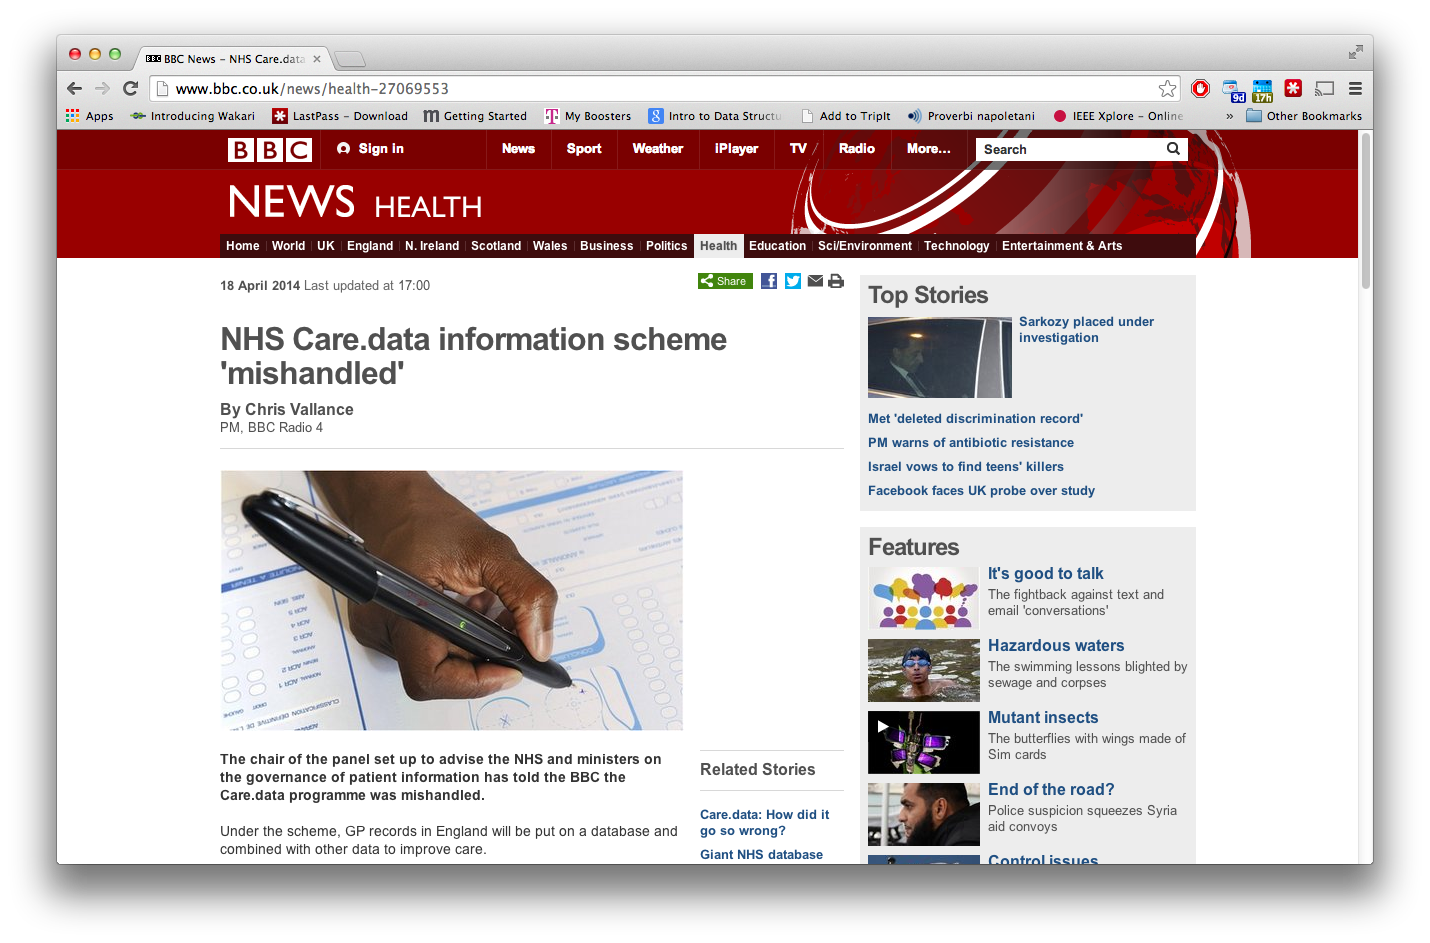 BBC News – NHS Care.data
www.bbc.co.uk/news/health-27069553
9d
17h
Apps
Introducing Wakari
LastPass – Download
Getting Started
My Boosters
Intro to Data Structu
Add to TripIt
Proverbi napoletani
IEEE Xplore – Online
»
Other Bookmarks
BBC
Sign in
News
Sport
Weather
iPlayer
TV
Radio
More...
Search
NEWS HEALTH
Home
World
UK
England
N. Ireland
Scotland
Wales
Business
Politics
Health
Education
Sci/Environment
Technology
Entertainment & Arts
18 April 2014 Last updated at 17:00
Share
NHS Care.data information scheme
'mishandled'
By Chris Vallance
PM, BBC Radio 4
The chair of the panel set up to advise the NHS and ministers on
the governance of patient information has told the BBC the
Care.data programme was mishandled.
Under the scheme, GP records in England will be put on a database and
combined with other data to improve care.
Related Stories
Care.data: How did it
go so wrong?
Giant NHS database
Top Stories
Sarkozy placed under
investigation
Met 'deleted discrimination record'
PM warns of antibiotic resistance
Israel vows to find teens' killers
Facebook faces UK probe over study
Features
It's good to talk
The fightback against text and
email 'conversations'
Hazardous waters
The swimming lessons blighted by
sewage and corpses
Mutant insects
The butterflies with wings made of
Sim cards
End of the road?
Police suspicion squeezes Syria
aid convoys
Control issues